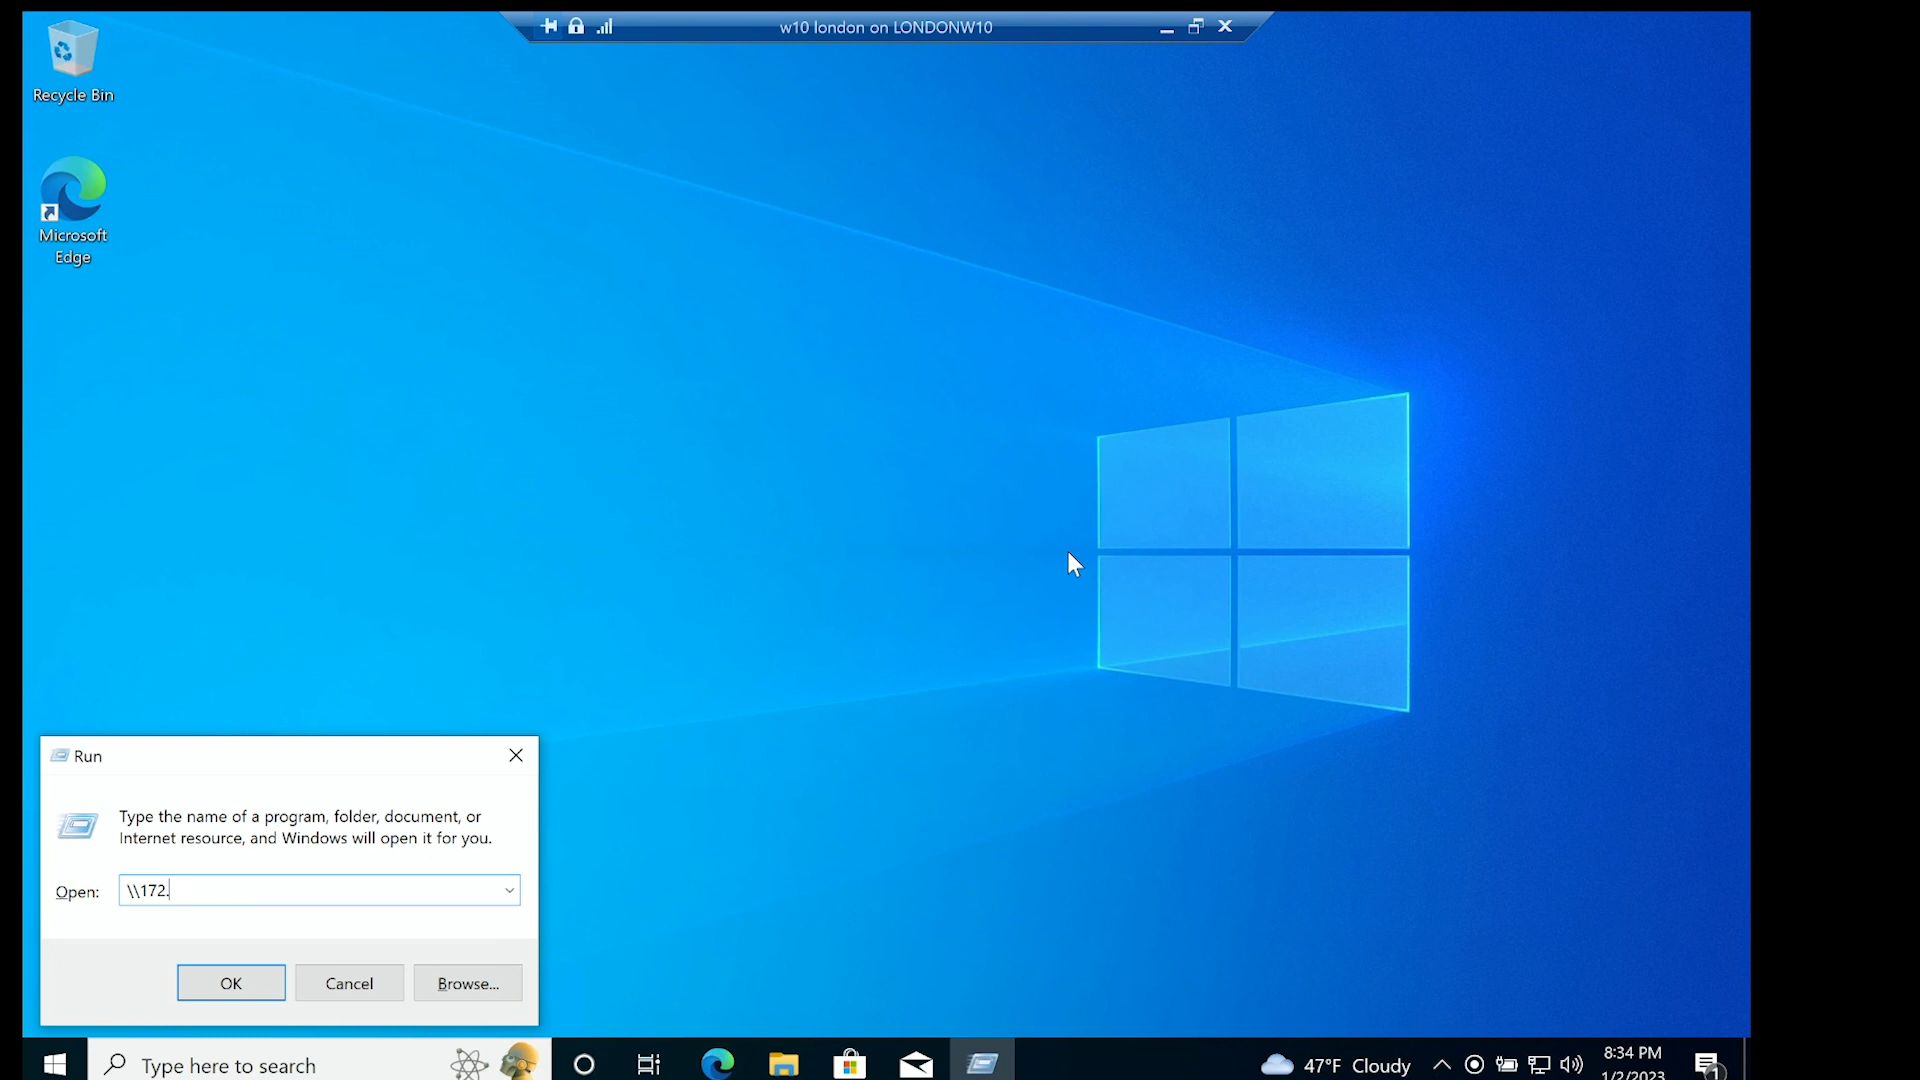 w10 london on LONDONW10
Recycle Bin
Microsoft
Edge
Run
Type the name of a program, folder, document, or
Internet resource, and Windows will open it for you.
Open:
\\172.
OK
Cancel
Browse...
Type here to search
47°F Cloudy
8:34 PM
1/2/2023
1